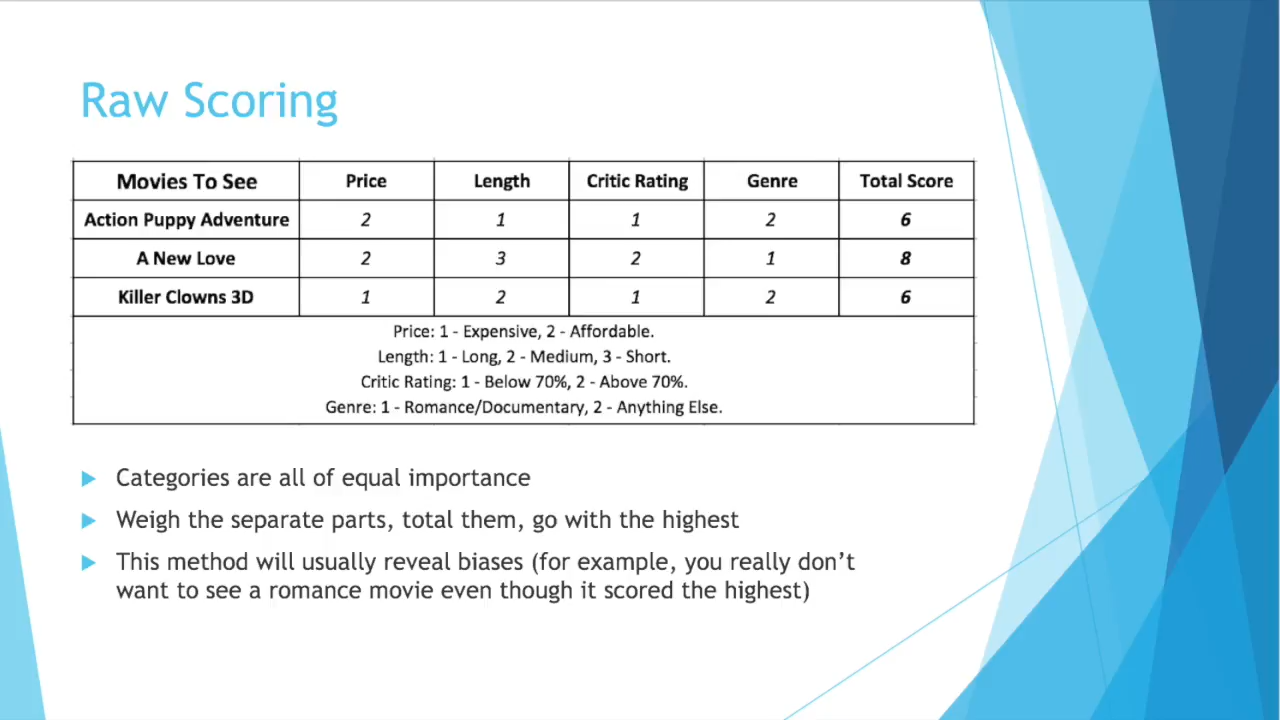 Raw Scoring
Movies To See Price Length Critic Rating Genre Total Score
Action Puppy Adventure 2 1 1 2 6
A New Love 2 3 2 1 8
Killer Clowns 3D 1 2 1 2 6
Price: 1 - Expensive, 2 - Affordable.
Length: 1 - Long, 2 - Medium, 3 - Short.
Critic Rating: 1 - Below 70%, 2 - Above 70%.
Genre: 1 - Romance/Documentary, 2 - Anything Else.
Categories are all of equal importance
Weigh the separate parts, total them, go with the highest
This method will usually reveal biases (for example, you really don’t
want to see a romance movie even though it scored the highest)